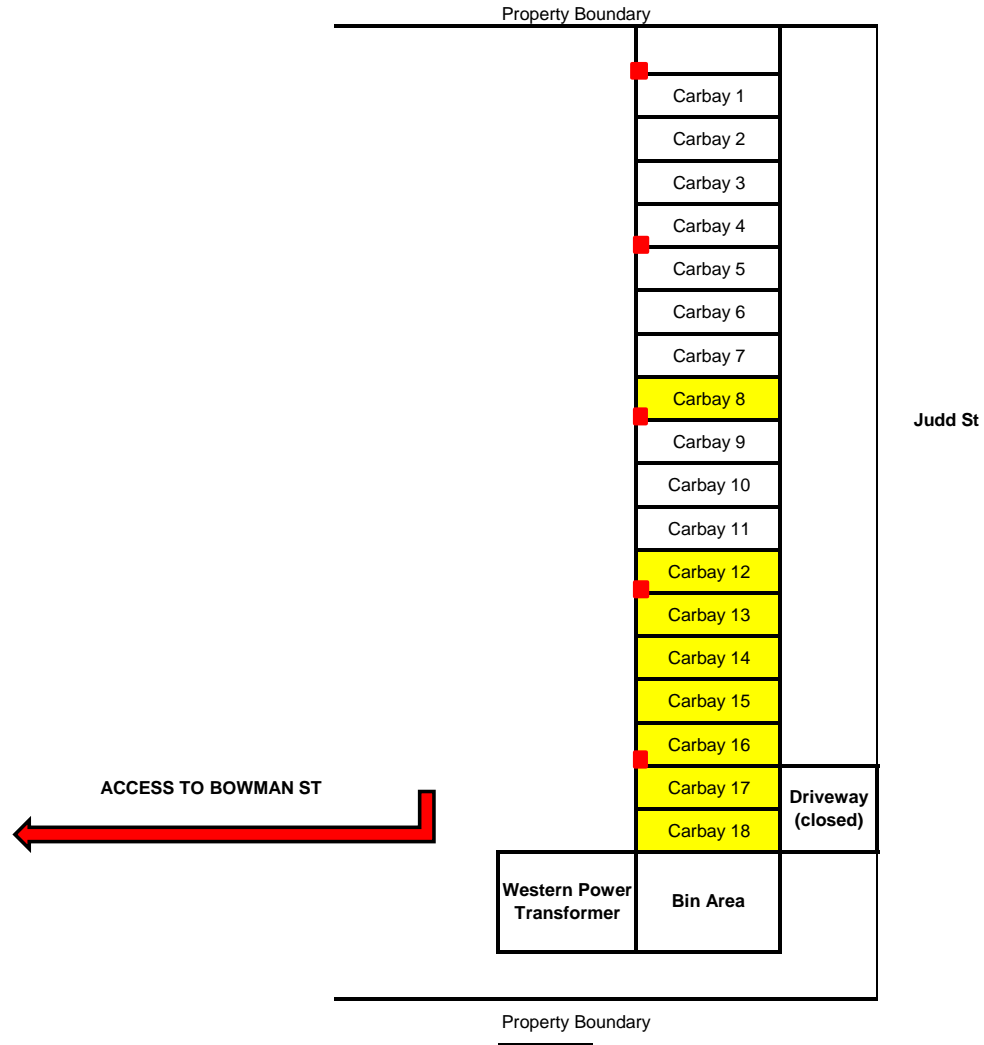 Property Boundary
Carbay 1
Carbay 2
Carbay 3
Carbay 4
Carbay 5
Carbay 6
Carbay 7
Carbay 8
Judd St
Carbay 9
Carbay 10
Carbay 11
Carbay 12
Carbay 13
Carbay 14
Carbay 15
Carbay 16
ACCESS TO BOWMAN ST
Carbay 17
Driveway
(closed)
Carbay 18
Western Power
Transformer
Bin Area
Property Boundary